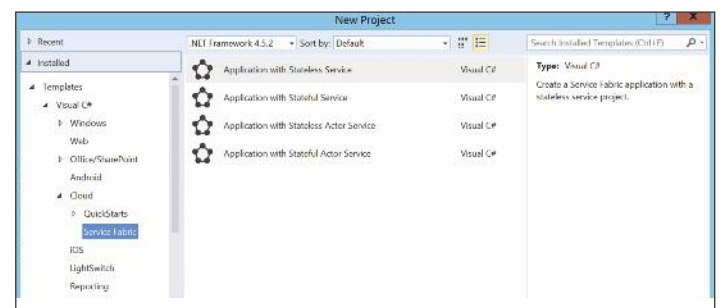 New Project
? X
Recent
.NET Framework 4.5.2
Sort by: Default
Search Installed Templates (Ctrl+E)
Installed
Templates
Visual C#
Windows
Web
Office/SharePoint
Android
Cloud
QuickStarts
Service Fabric
iOS
LightSwitch
Reporting
Application with Stateless Service Visual C#
Application with Stateful Service Visual C#
Application with Stateless Actor Service Visual C#
Application with Stateful Actor Service Visual C#
Type: Visual C#
Create a Service Fabric application with a
stateless service project.